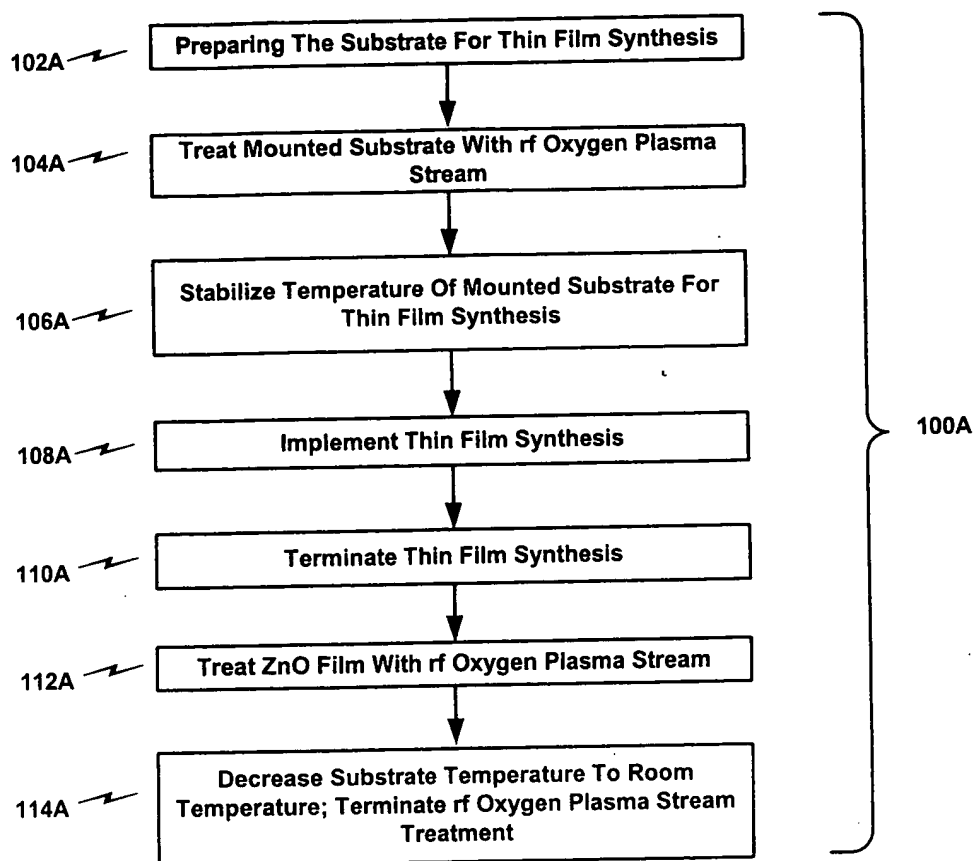 102A
Preparing The Substrate For Thin Film Synthesis
104A
Treat Mounted Substrate With rf Oxygen Plasma
Stream
106A
Stabilize Temperature Of Mounted Substrate For
Thin Film Synthesis
108A
Implement Thin Film Synthesis
100A
110A
Terminate Thin Film Synthesis
112A
Treat ZnO Film With rf Oxygen Plasma Stream
114A
Decrease Substrate Temperature To Room
Temperature; Terminate rf Oxygen Plasma Stream
Treatment